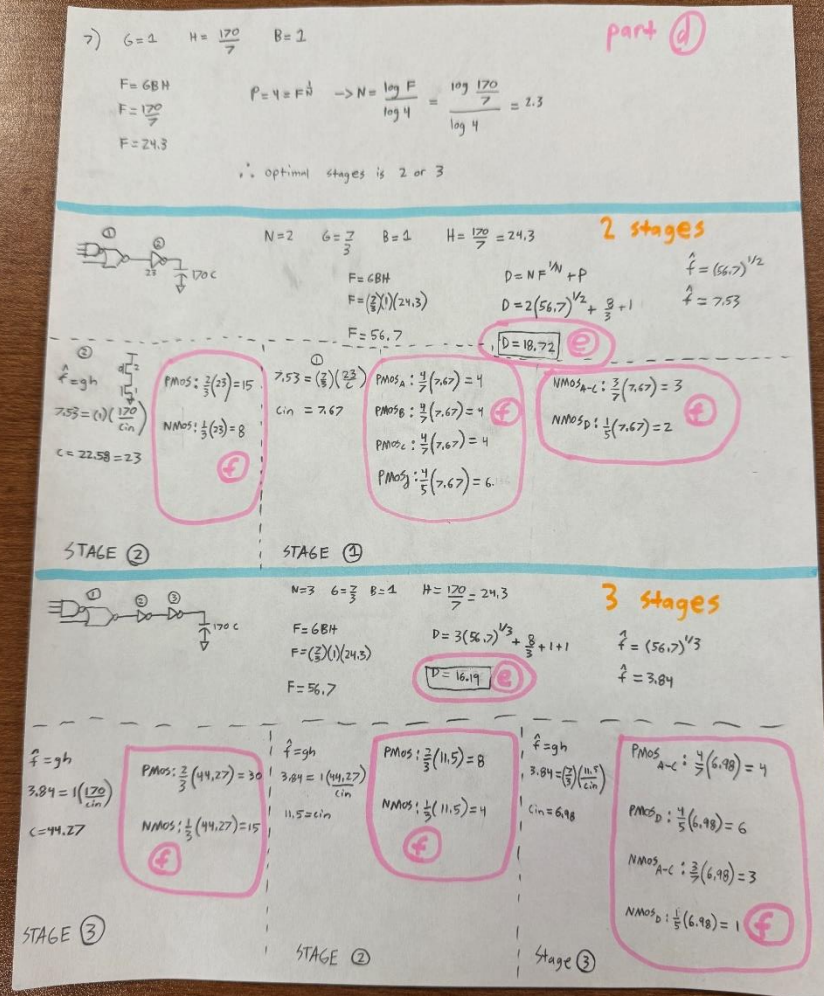 part ⓓ
7) G=1 H= 170/7 B=1
F=GBH
F=170/7
F=24.3
P=4=F^1/N → N= log F / log 4 = log 170/7 / log 4 = 2.3
∴ optimal stages is 2 or 3
2 stages
① ② 23 170C
N=2 G=7/3 B=1 H=170/7=24.3
F=GBH
F=(7/3)(1)(24.3)
F=56.7
D=NF^1/N+P
D=2(56.7)^1/2+8/3+1
D=18.72 ⓔ
f̂=(56.7)^1/2
f̂=7.53
②
f̂=gh
2
1
7.53=(1)(170/cin)
C=22.58=23
PMOS:2/3(23)=15
NMOS:1/3(23)=8
ⓕ
STAGE ②
①
7.53=(7/3)(23/C)
Cin=7.67
PMOS_A:4/7(7.67)=4
PMOS_B:4/7(7.67)=4
PMOS_C:4/7(7.67)=4
PMOS_D:4/5(7.67)=6
ⓕ
NMOS_A-C:3/7(7.67)=3
NMOS_D:1/5(7.67)=2
ⓕ
STAGE ①
3 stages
① ② ③ 170C
N=3 G=7/3 B=1 H=170/7=24.3
F=GBH
F=(7/3)(1)(24.3)
F=56.7
D=3(56.7)^1/3+8/3+1+1
D=16.19 ⓔ
f̂=(56.7)^1/3
f̂=3.84
f̂=gh
3.84=1(170/cin)
C=44.27
PMOS:2/3(44.27)=30
NMOS:1/3(44.27)=15
ⓕ
STAGE ③
f̂=gh
3.84=1(44.27/cin)
11.5=cin
PMOS:2/3(11.5)=8
NMOS:1/3(11.5)=4
ⓕ
STAGE ②
f̂=gh
3.84=(7/3)(11.5/cin)
Cin=6.98
PMOS_A-C:4/7(6.98)=4
PMOS_D:4/5(6.98)=6
NMOS_A-C:3/7(6.98)=3
NMOS_D:1/5(6.98)=1 ⓕ
Stage ③